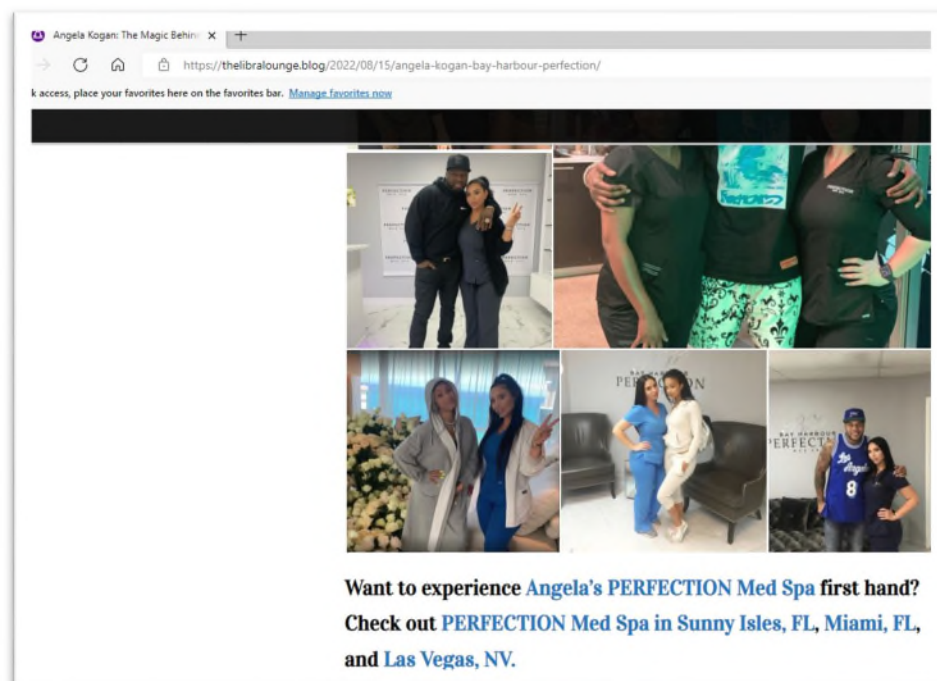 Angela Kogan: The Magic Behin
https://thelibralounge.blog/2022/08/15/angela-kogan-bay-harbour-perfection/
k access, place your favorites here on the favorites bar. Manage favorites now
PERFECTION
BAY HARBOUR
PERFECTION
BAY HARBOUR
PERFECT
Los
Angeles
8
Want to experience Angela's PERFECTION Med Spa first hand?
Check out PERFECTION Med Spa in Sunny Isles, FL, Miami, FL,
and Las Vegas, NV.